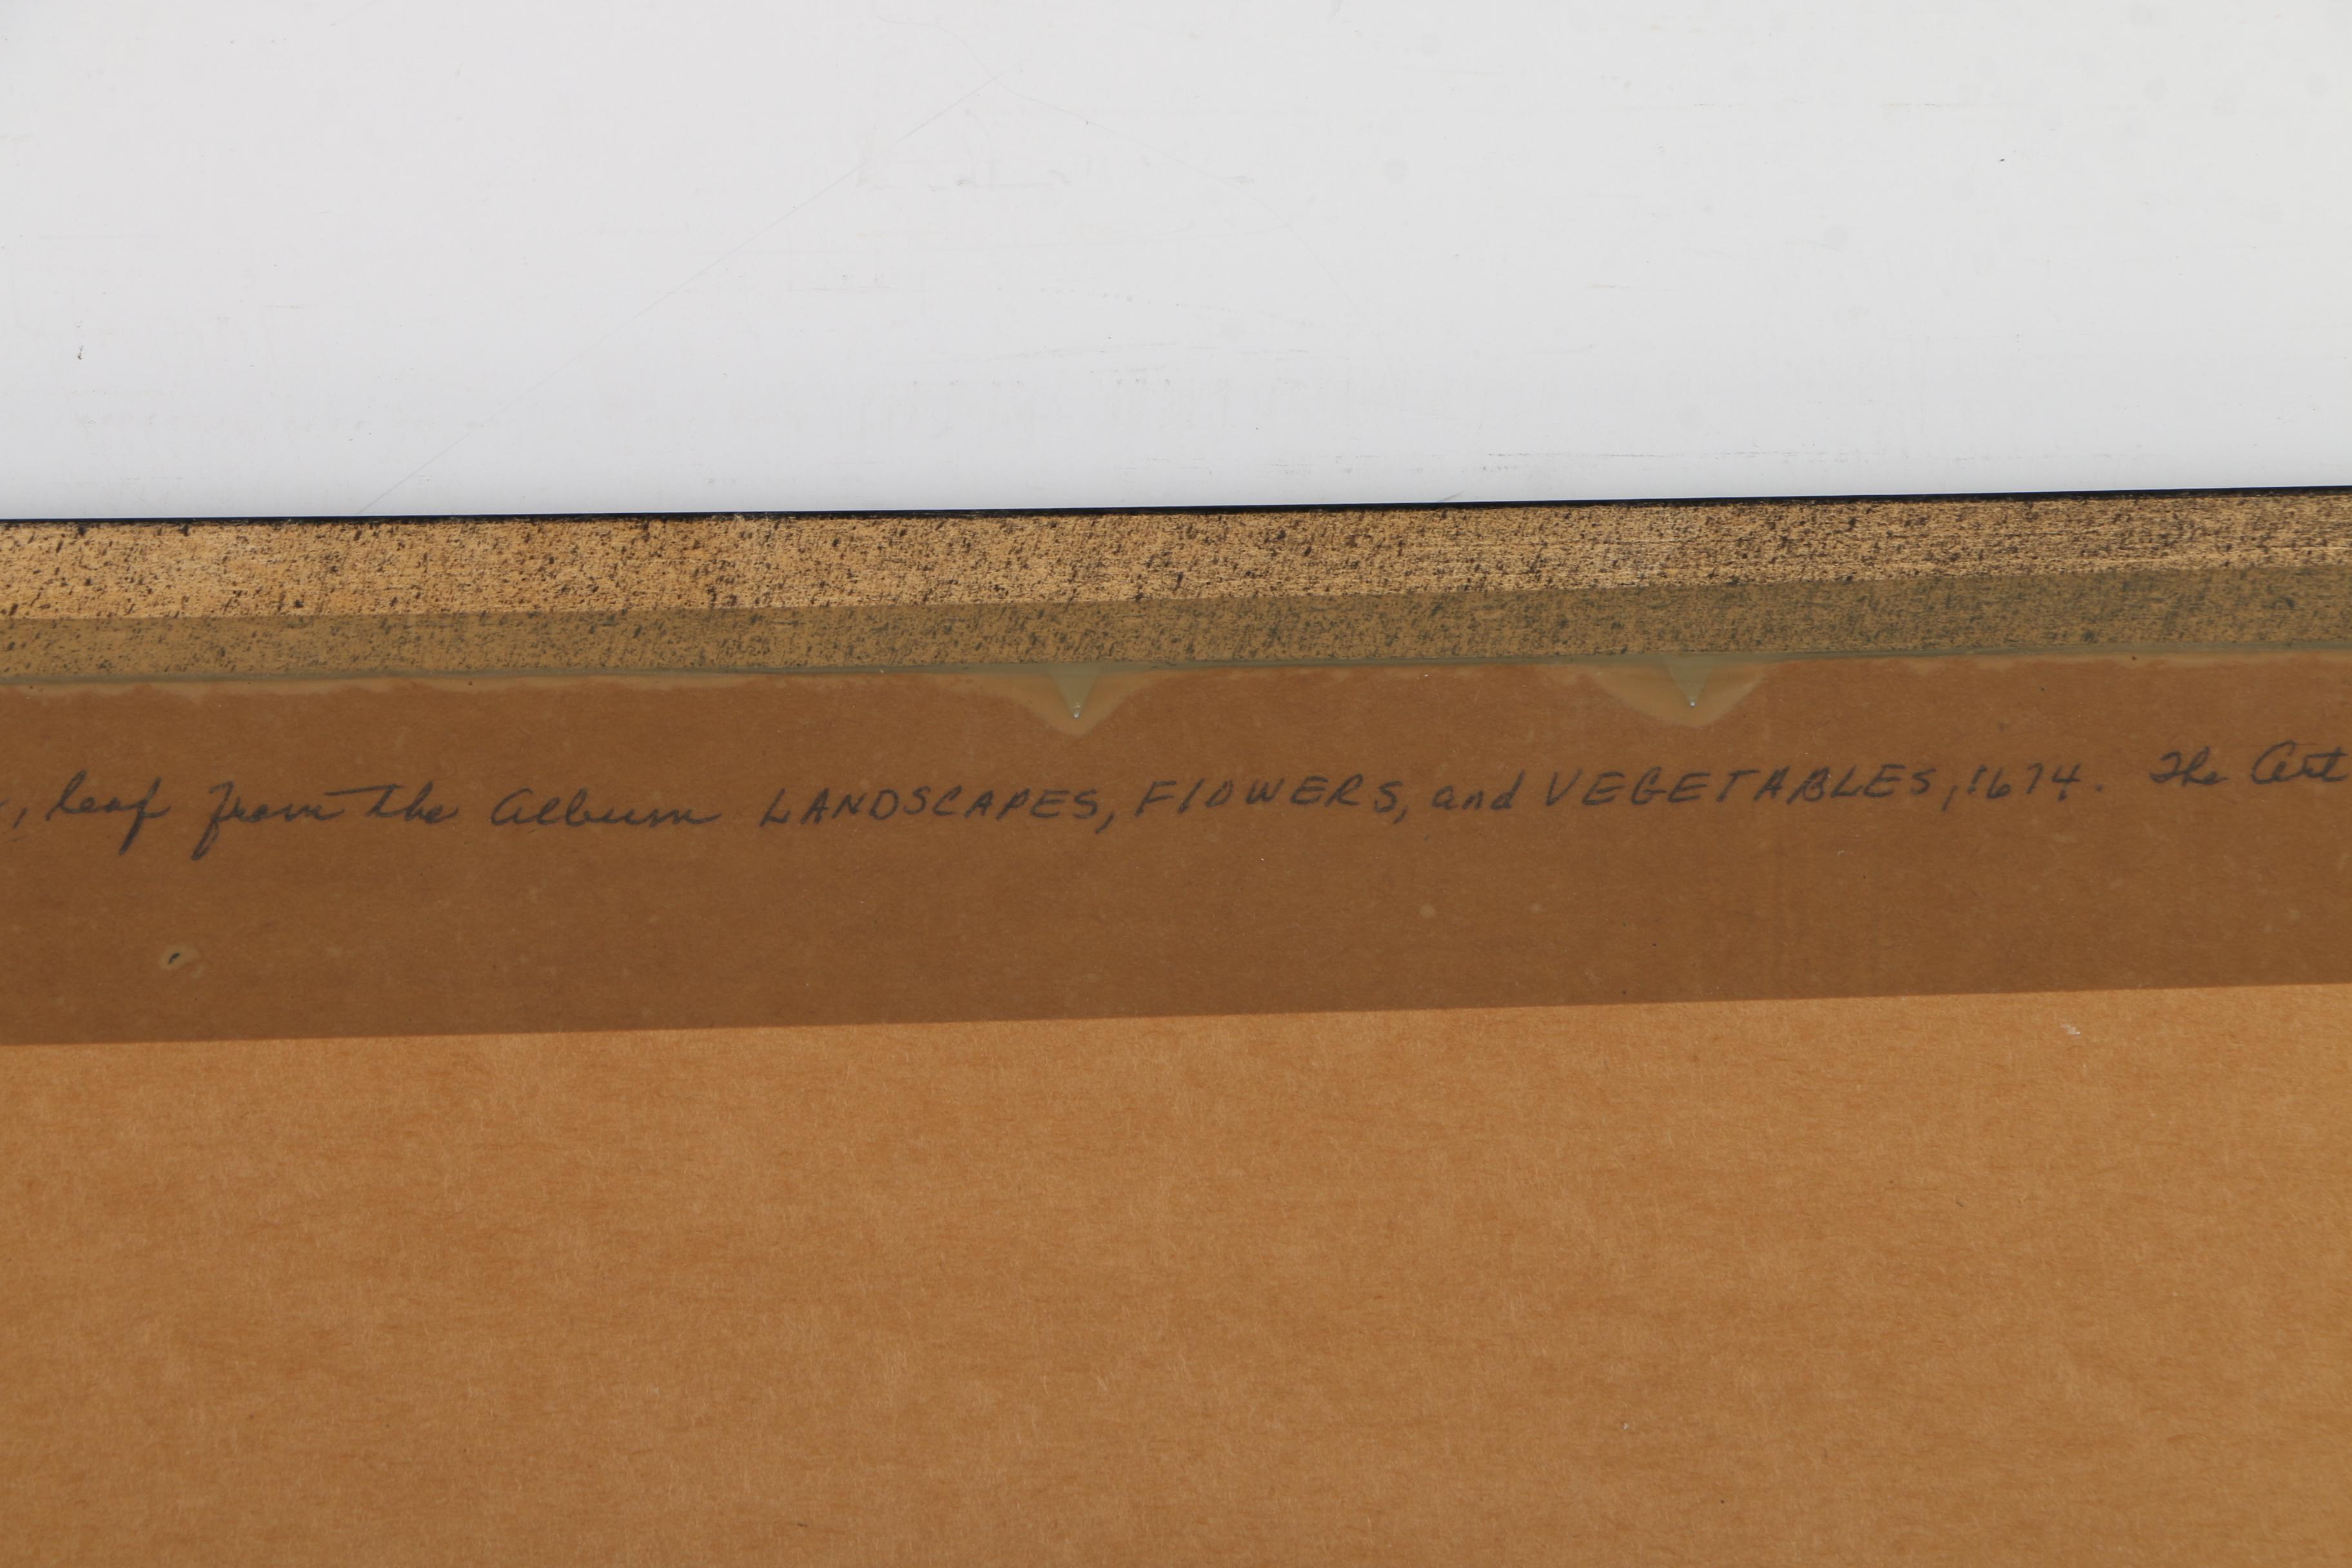 , leaf from the album LANDSCAPES, FLOWERS, and VEGETABLES, 1674. The Art